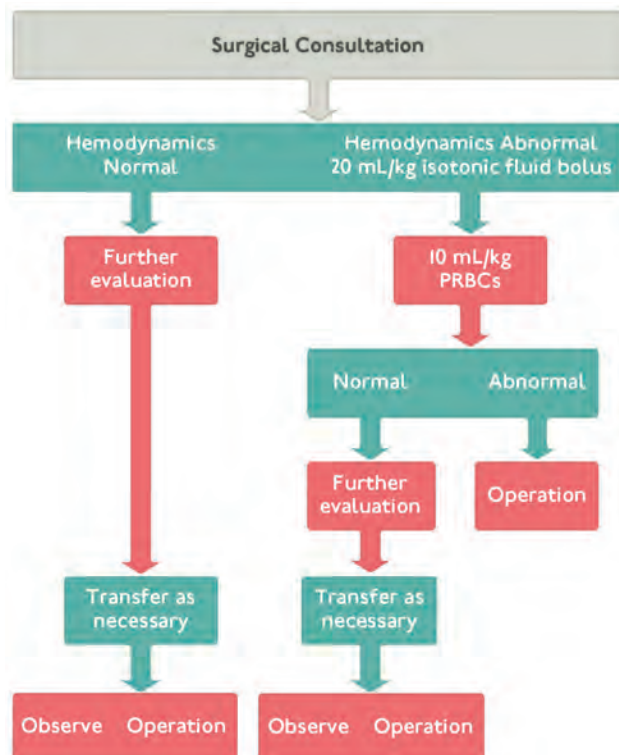 Surgical Consultation
Hemodynamics
Normal
Hemodynamics Abnormal
20 mL/kg isotonic fluid bolus
Further
evaluation
10 mL/kg
PRBCs
Normal
Abnormal
Further
evaluation
Operation
Transfer as
necessary
Transfer as
necessary
Observe
Operation
Observe
Operation